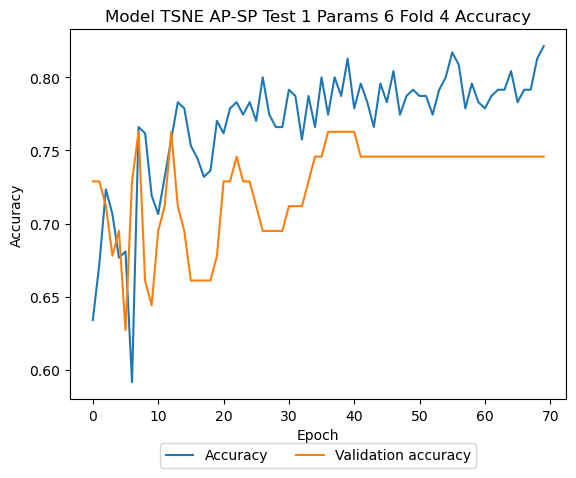 Model TSNE AP-SP Test 1 Params 6 Fold 4 Accuracy
Accuracy
0.80
0.75
0.70
0.65
0.60
0 10 20 30 40 50 60 70
Epoch
Accuracy Validation accuracy